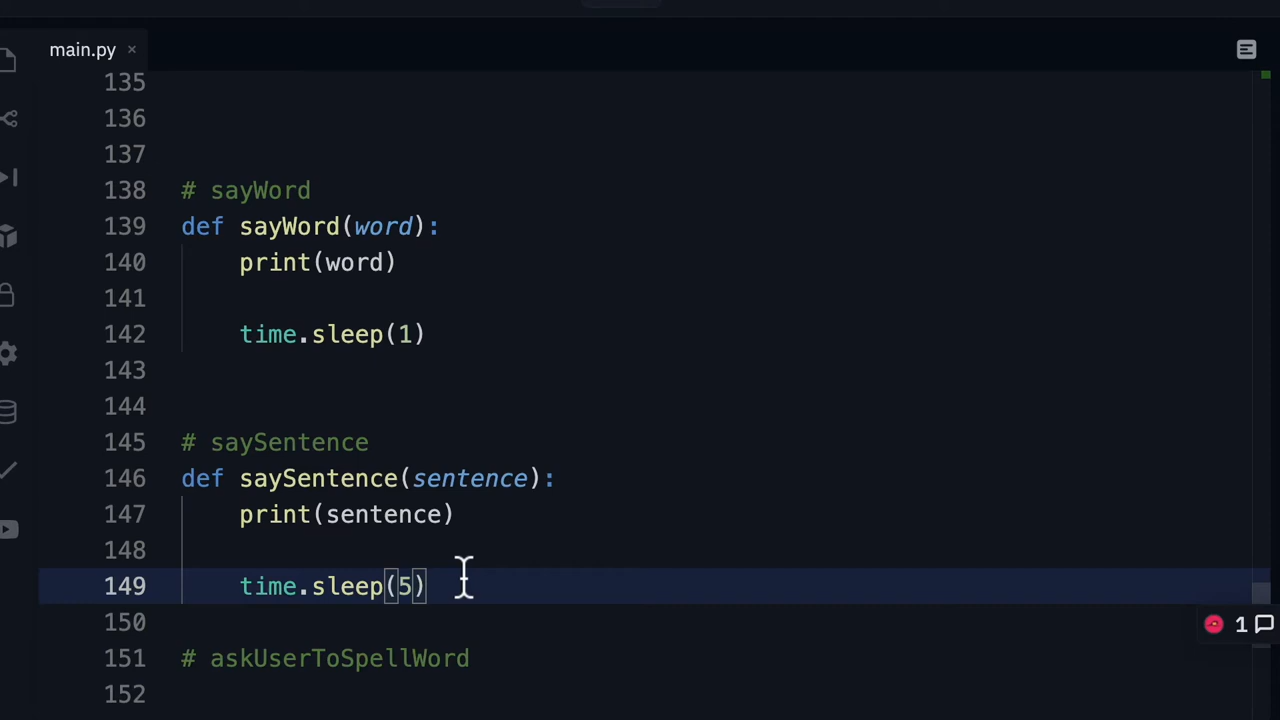 main.py ×
135
136
137
138 # sayWord
139 def sayWord(word):
140     print(word)
141
142     time.sleep(1)
143
144
145 # saySentence
146 def saySentence(sentence):
147     print(sentence)
148
149     time.sleep(5)
150
1
151 # askUserToSpellWord
152